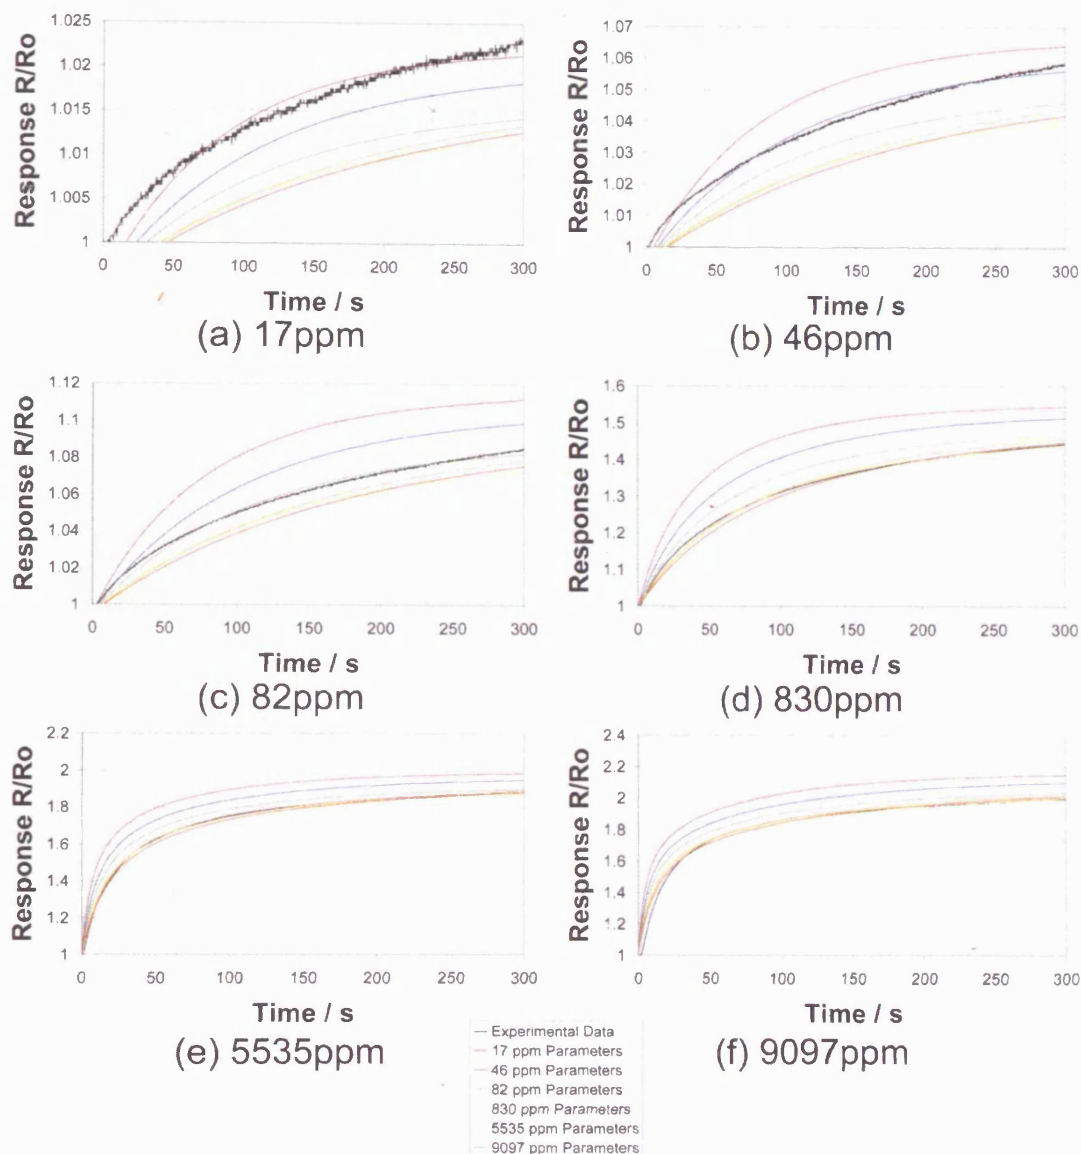 Response R/Ro
1.025
1.02
1.015
1.01
1.005
1
0 50 100 150 200 250 300
Time / s
(a) 17ppm
Response R/Ro
1.07
1.06
1.05
1.04
1.03
1.02
1.01
1
0 50 100 150 200 250 300
Time / s
(b) 46ppm
Response R/Ro
1.12
1.1
1.08
1.06
1.04
1.02
1
0 50 100 150 200 250 300
Time / s
(c) 82ppm
Response R/Ro
1.6
1.5
1.4
1.3
1.2
1.1
1
0 50 100 150 200 250 300
Time / s
(d) 830ppm
Response R/Ro
2.2
2
1.8
1.6
1.4
1.2
1
0 50 100 150 200 250 300
Time / s
(e) 5535ppm
Response R/Ro
2.4
2.2
2
1.8
1.6
1.4
1.2
1
0 50 100 150 200 250 300
Time / s
(f) 9097ppm
Experimental Data
17 ppm Parameters
46 ppm Parameters
82 ppm Parameters
830 ppm Parameters
5535 ppm Parameters
9097 ppm Parameters